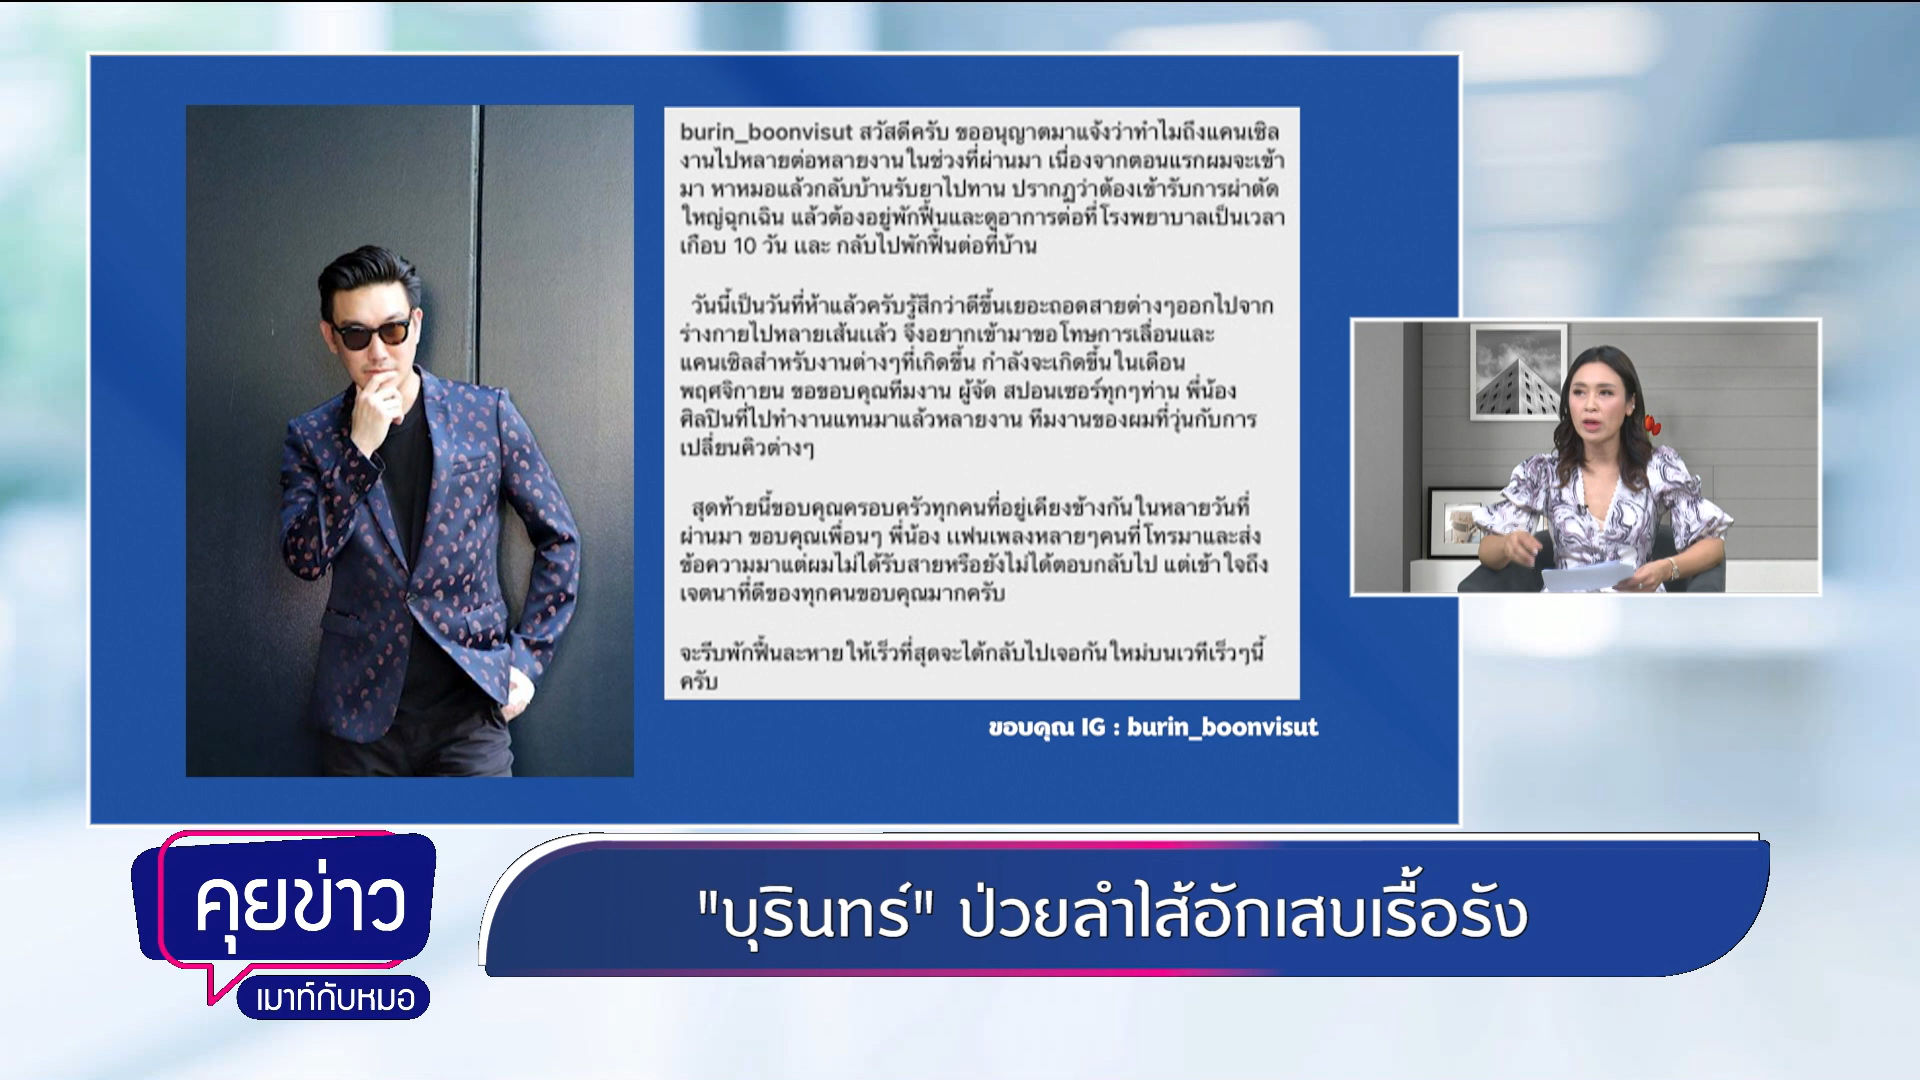 burin_boonvisut สวัสดีครับ ขออนุญาตมาแจ้งว่าทำไมถึงแคนเซิล
งานไปหลายต่อหลายงานในช่วงที่ผ่านมา เนื่องจากตอนแรกผมจะเข้า
มา หาหมอแล้วกลับบ้านรับยาไปทาน ปรากฏว่าต้องเข้ารับการผ่าตัด
ใหญ่ฉุกเฉิน แล้วต้องอยู่พักฟื้นและดูอาการต่อที่โรงพยาบาลเป็นเวลา
เกือบ 10 วัน และ กลับไปพักฟื้นต่อที่บ้าน
วันนี้เป็นวันที่ห้าแล้วครับรู้สึกว่าดีขึ้นเยอะถอดสายต่างๆออกไปจาก
ร่างกายไปหลายเส้นแล้ว จึงอยากเข้ามาขอโทษการเลื่อนและ
แคนเซิลสำหรับงานต่างๆที่เกิดขึ้น กำลังจะเกิดขึ้นในเดือน
พฤศจิกายน ขอขอบคุณทีมงาน ผู้จัด สปอนเซอร์ทุกๆท่าน พี่น้อง
ศิลปินที่ไปทำงานแทนมาแล้วหลายงาน ทีมงานของผมที่วุ่นกับการ
เปลี่ยนคิวต่างๆ
สุดท้ายนี้ขอบคุณครอบครัวทุกคนที่อยู่เคียงข้างกันในหลายวันที่
ผ่านมา ขอบคุณเพื่อนๆ พี่น้อง แฟนเพลงหลายๆคนที่โทรมาและส่ง
ข้อความมาแต่ผมไม่ได้รับสายหรือยังไม่ได้ตอบกลับไป แต่เข้าใจถึง
เจตนาที่ดีของทุกคนขอบคุณมากครับ
จะรีบพักฟื้นละหายให้เร็วที่สุดจะได้กลับไปเจอกันใหม่บนเวทีเร็วๆนี้
ครับ
ขอบคุณ IG : burin_boonvisut
คุยข่าว
เมาท์กับหมอ
"บุรินทร์" ป่วยลำไส้อักเสบเรื้อรัง